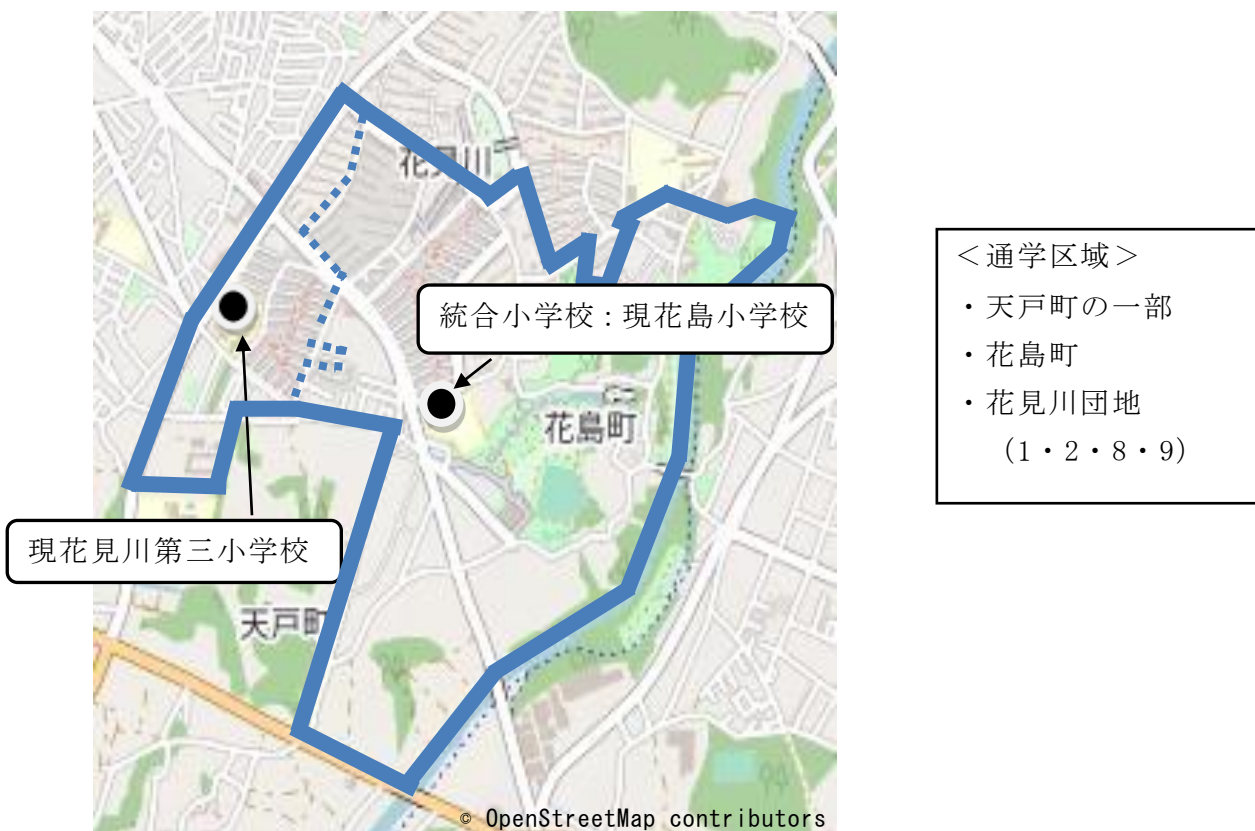 花見川
統合小学校:現花島小学校
花島町
現花見川第三小学校
天戸町
© OpenStreetMap contributors
<通学区域>
・天戸町の一部
・花島町
・花見川団地
(1・2・8・9)